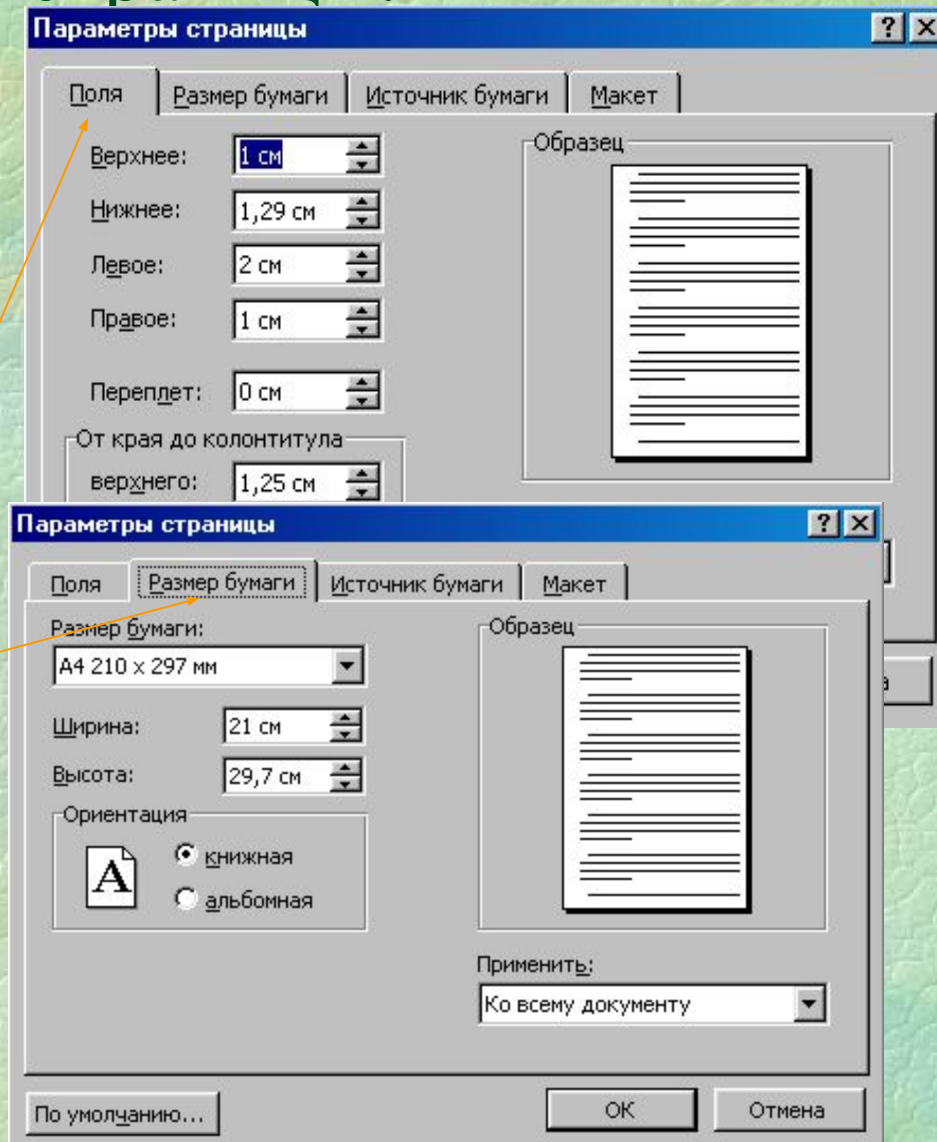 Параметры страницы
Поля Размер бумаги Источник бумаги Макет
Верхнее: 1 см
Образец
Нижнее: 1,29 см
Левое: 2 см
Правое: 1 см
Переплет: 0 см
От края до колонтитула
верхнего: 1,25 см
Параметры страницы
Поля Размер бумаги Источник бумаги Макет
Размер бумаги:
Образец
A4 210 x 297 мм
Ширина: 21 см
Высота: 29,7 см
Ориентация
A
книжная
альбомная
Применить:
Ко всему документу
По умолчанию...
ОК
Отмена